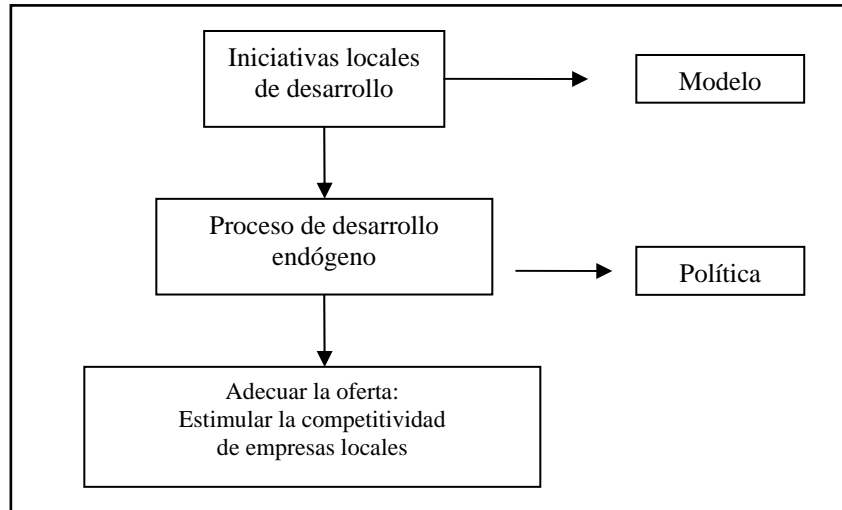 Iniciativas locales
de desarrollo
Modelo
Proceso de desarrollo
endógeno
Política
Adecuar la oferta:
Estimular la competitividad
de empresas locales